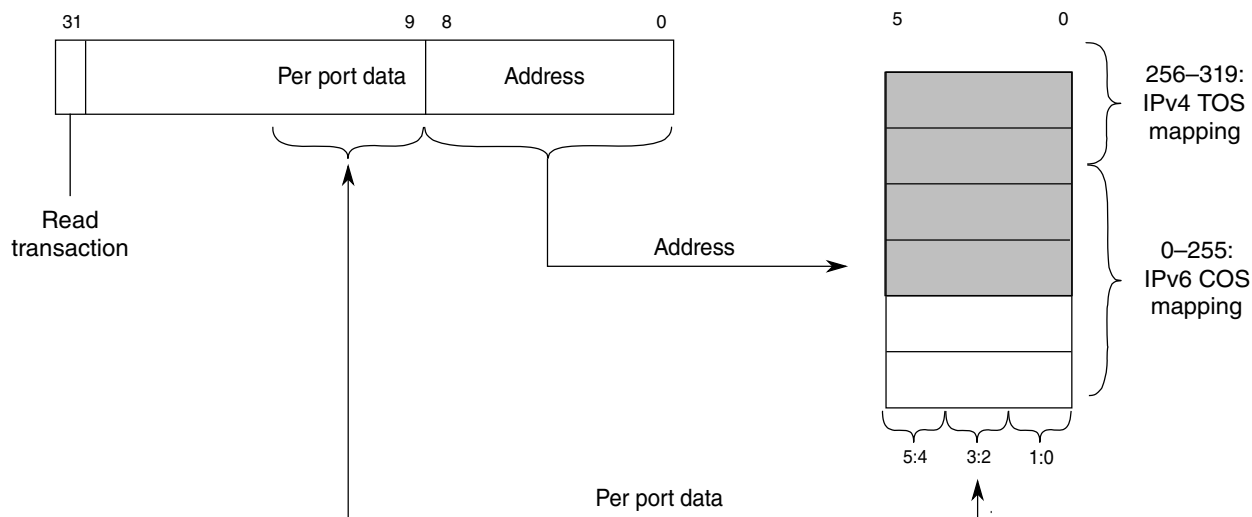 31 9 8 0
Per port data Address
Read
transaction
Address
5 0
256–319:
IPv4 TOS
mapping
0–255:
IPv6 COS
mapping
5:4 3:2 1:0
Per port data